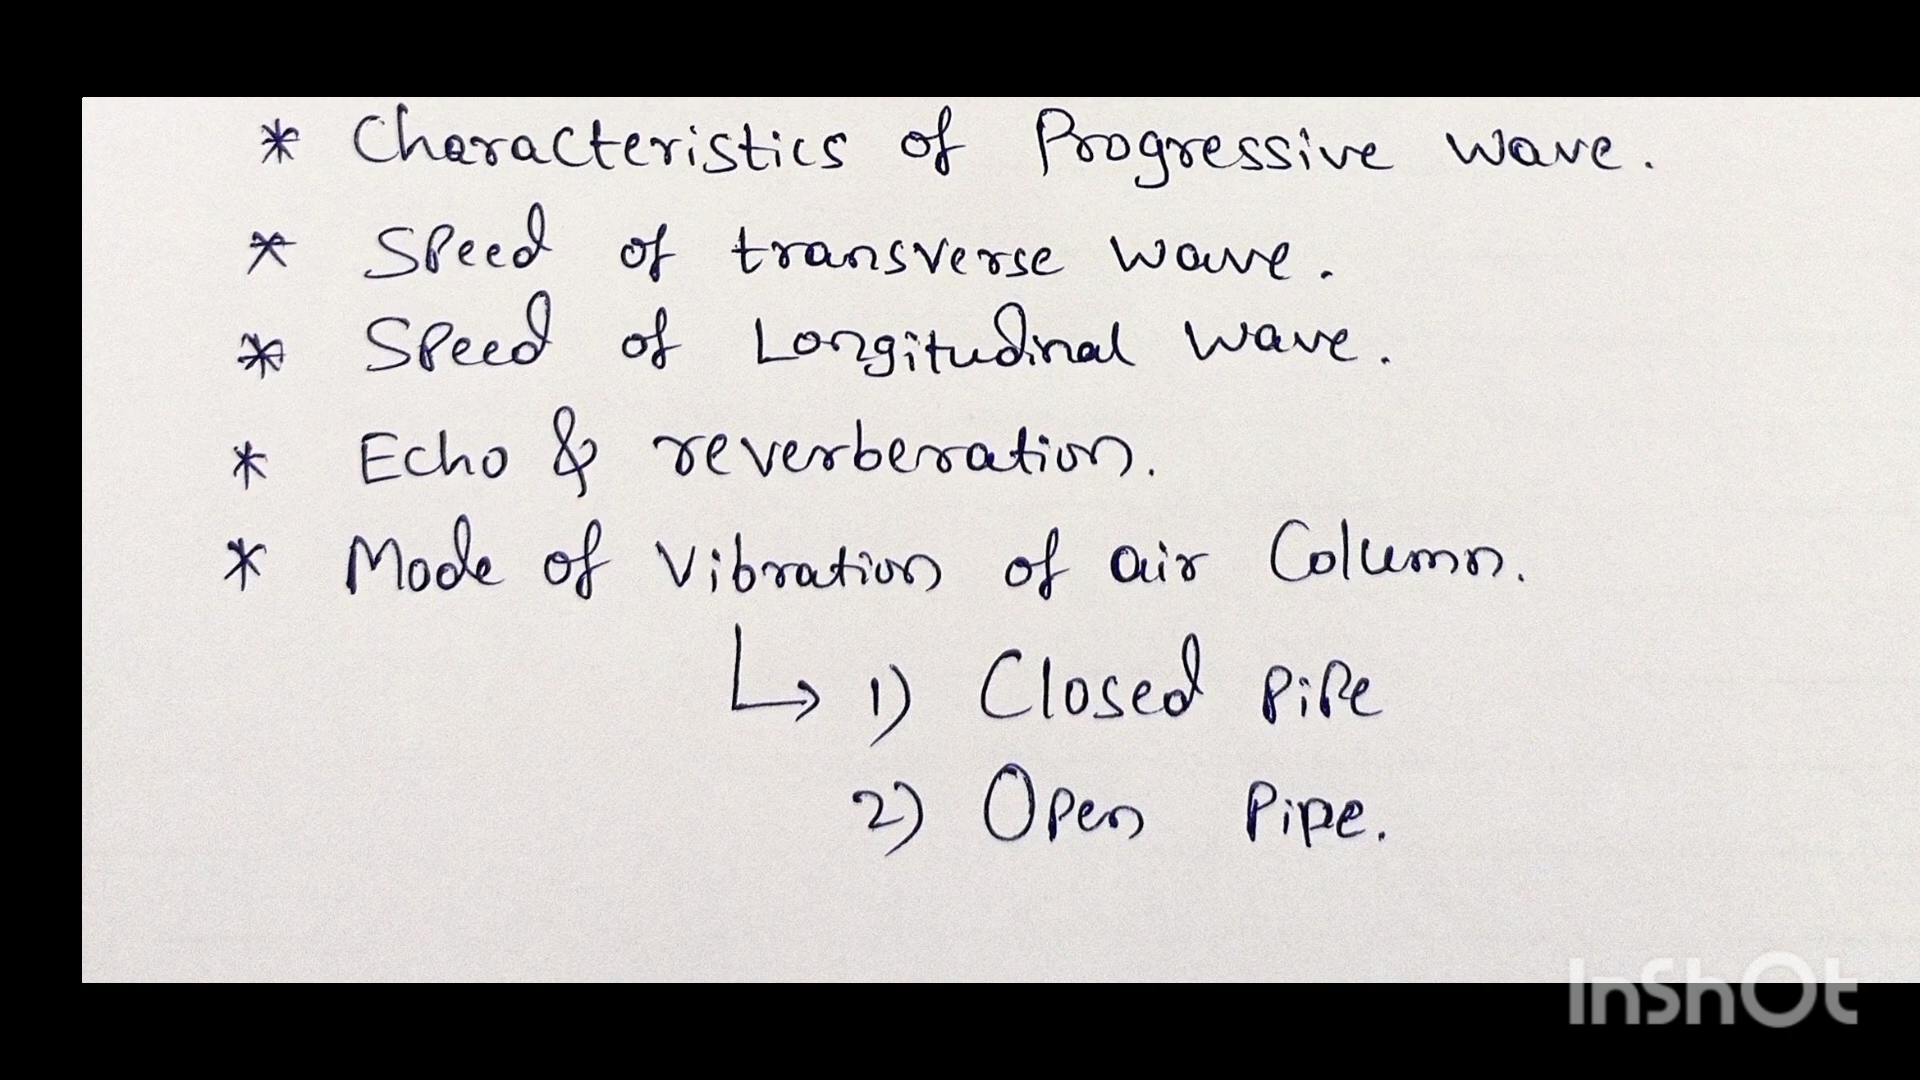 * Characteristics of Progressive wave.
* Speed of transverse wave.
* Speed of Longitudinal wave.
* Echo & reverberation.
* Mode of Vibration of air Column.
↳ 1) Closed pipe
2) Open pipe.
InShOt